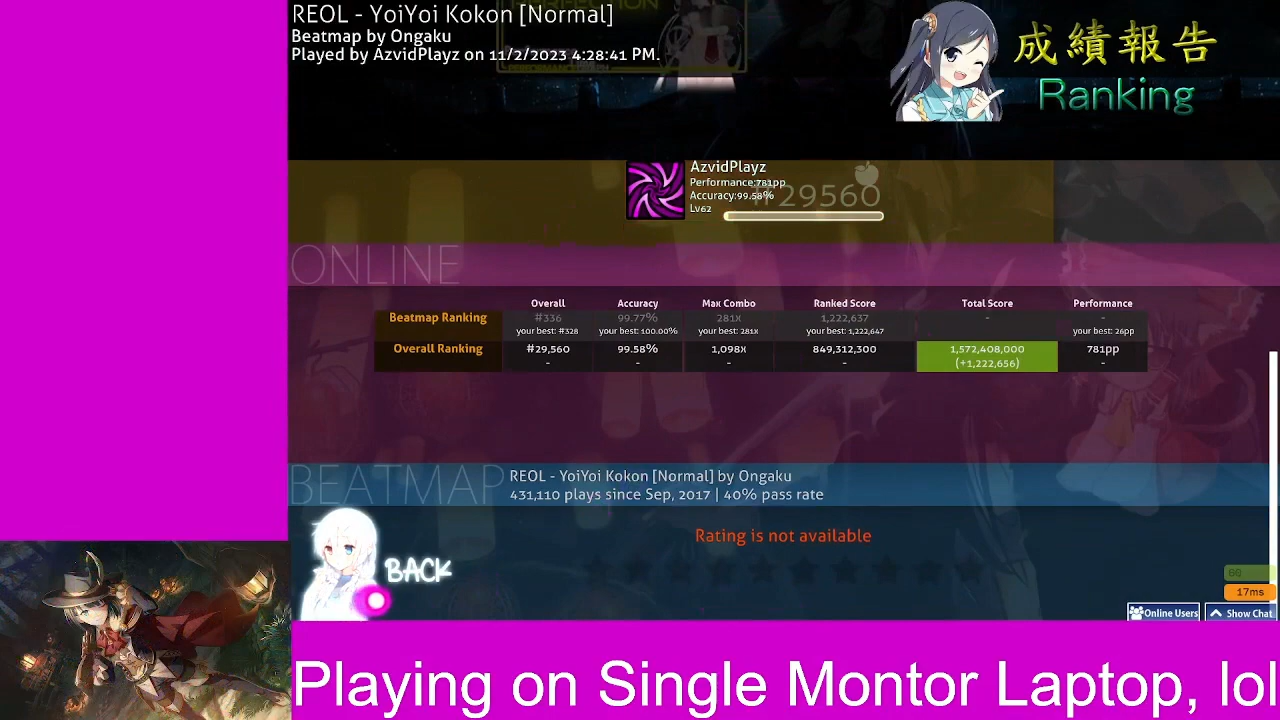 REOL - YoiYoi Kokon [Normal]
Beatmap by Ongaku
Played by AzvidPlayz on 11/2/2023 4:28:41 PM.
成績報告
Ranking
AzvidPlayz
Performance:781pp
Accuracy:99.58%
Lv62
#29560
ONLINE
Overall Accuracy Max Combo Ranked Score Total Score Performance
Beatmap Ranking #336 99.77% 281x 1,222,637 - -
your best: #328 your best: 100.00% your best: 281x your best: 1,222,647 your best: 26pp
Overall Ranking #29,560 99.58% 1,098x 849,312,300 1,572,408,000 781pp
- - - - (+1,222,656) -
BEATMAP
REOL - YoiYoi Kokon [Normal] by Ongaku
431,110 plays since Sep, 2017 | 40% pass rate
Rating is not available
BACK
17ms
Online Users
Show Chat
Playing on Single Montor Laptop, lol